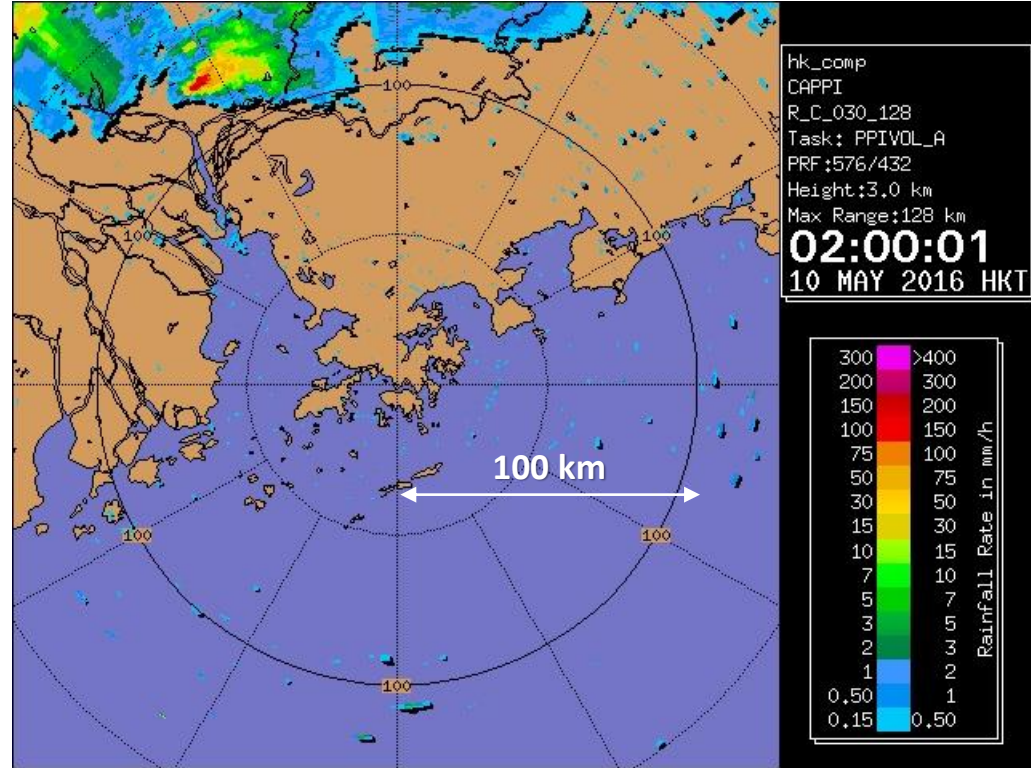 100
100
100
100 km
100
100
100
hk_comp
CAPPI
R_C_030_128
Task: PPIVOL_A
PRF:576/432
Height:3.0 km
Max Range:128 km
02:00:01
10 MAY 2016 HKT
300 >400
200 300
150 200
100 150
75 100
50 75
30 50
15 30
10 15
7 10
5 7
3 5
2 3
1 2
0.50 1
0.15 0.50
Rainfall Rate in mm/h